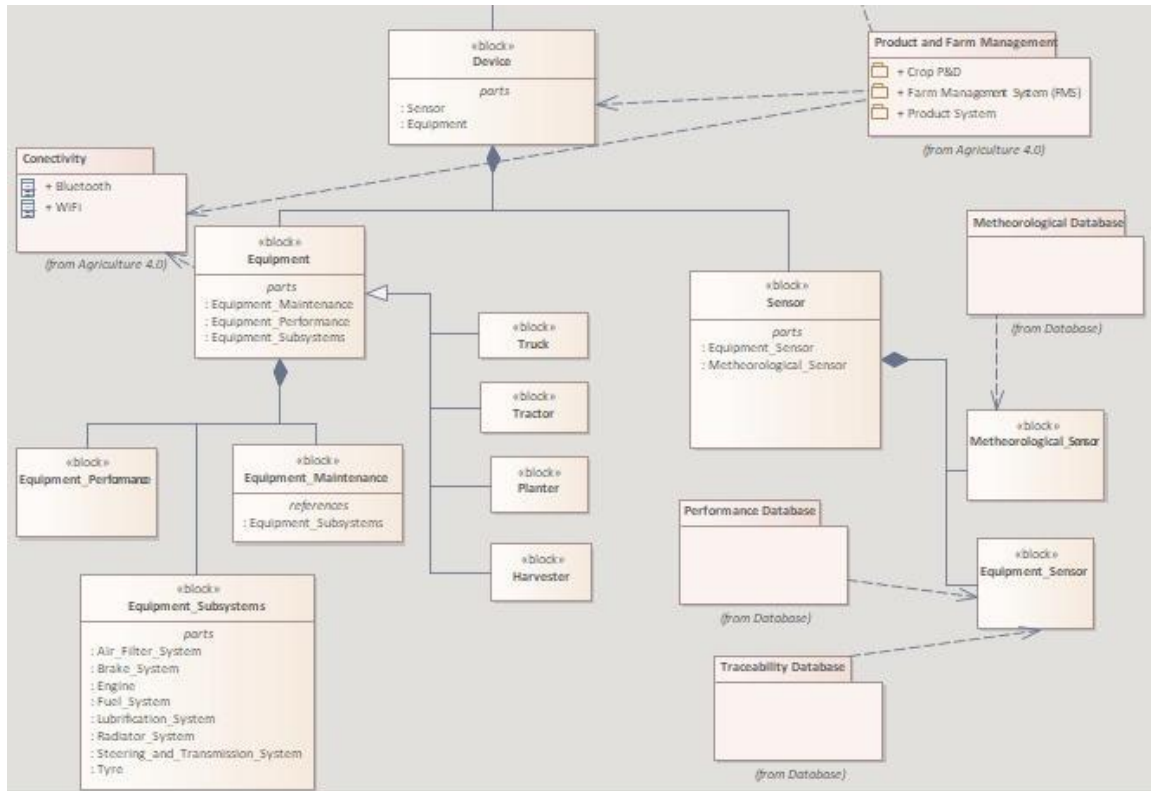 «block»
Device
parts
: Sensor
: Equipment
Product and Farm Management
+ Crop P&D
+ Farm Management System (FMS)
+ Product System
(from Agriculture 4.0)
Conectivity
+ Bluetooth
+ WiFi
(from Agriculture 4.0)
«block»
Equipment
parts
: Equipment_Maintenance
: Equipment_Performance
: Equipment_Subsystems
«block»
Truck
«block»
Tractor
«block»
Planter
«block»
Harvester
«block»
Sensor
parts
: Equipment_Sensor
: Metheorological_Sensor
Metheorological Database
(from Database)
«block»
Metheorological_Sensor
«block»
Equipment_Performance
«block»
Equipment_Maintenance
references
: Equipment_Subsystems
«block»
Equipment_Subsystems
parts
: Air_Filter_System
: Brake_System
: Engine
: Fuel_System
: Lubrification_System
: Radiator_System
: Steering_and_Transmission_System
: Tyre
Performance Database
(from Database)
«block»
Equipment_Sensor
Traceability Database
(from Database)